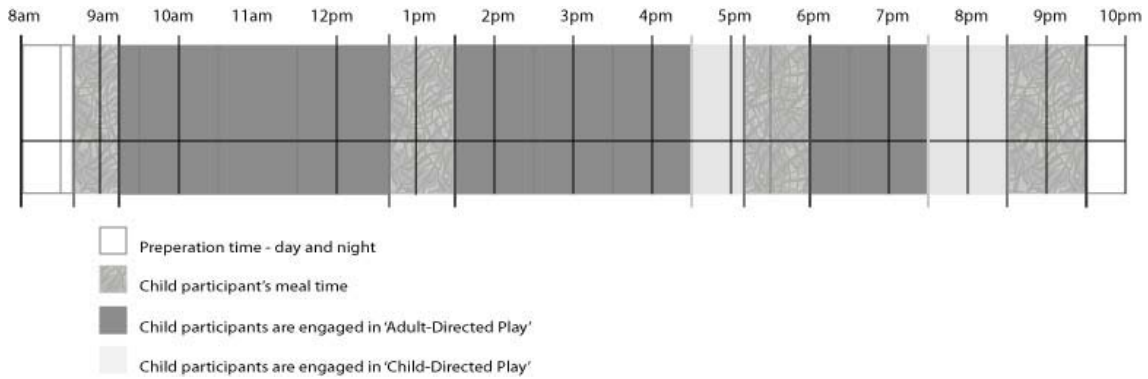 8am 9am 10am 11am 12pm 1pm 2pm 3pm 4pm 5pm 6pm 7pm 8pm 9pm 10pm
Preperation time - day and night
Child participant's meal time
Child participants are engaged in 'Adult-Directed Play'
Child participants are engaged in 'Child-Directed Play'